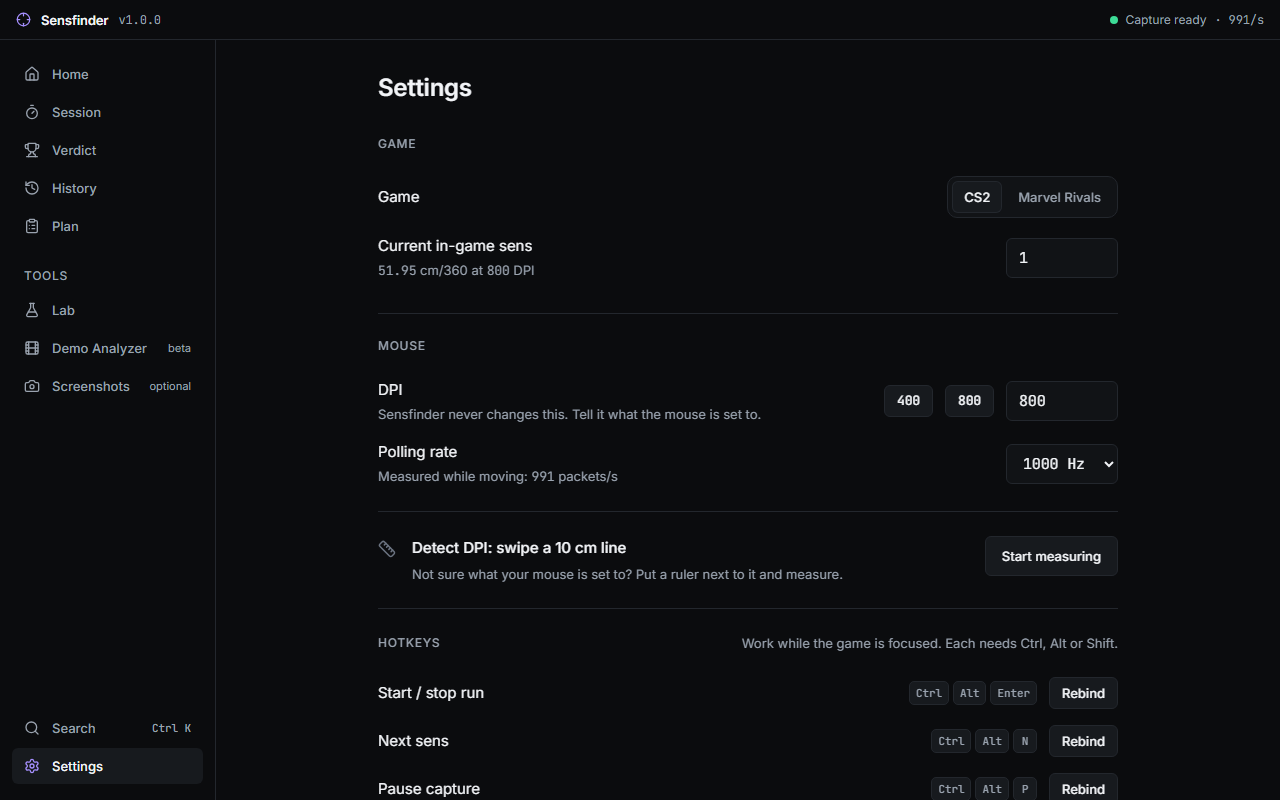 Sensfinder v1.0.0
Capture ready · 991/s
Home
Session
Verdict
History
Plan
TOOLS
Lab
Demo Analyzer beta
Screenshots optional
Search Ctrl K
Settings
Settings
GAME
Game
CS2 Marvel Rivals
Current in-game sens
51.95 cm/360 at 800 DPI
1
MOUSE
DPI
Sensfinder never changes this. Tell it what the mouse is set to.
400 800 800
Polling rate
Measured while moving: 991 packets/s
1000 Hz
Detect DPI: swipe a 10 cm line
Not sure what your mouse is set to? Put a ruler next to it and measure.
Start measuring
HOTKEYS
Work while the game is focused. Each needs Ctrl, Alt or Shift.
Start / stop run Ctrl Alt Enter Rebind
Next sens Ctrl Alt N Rebind
Pause capture Ctrl Alt P Rebind